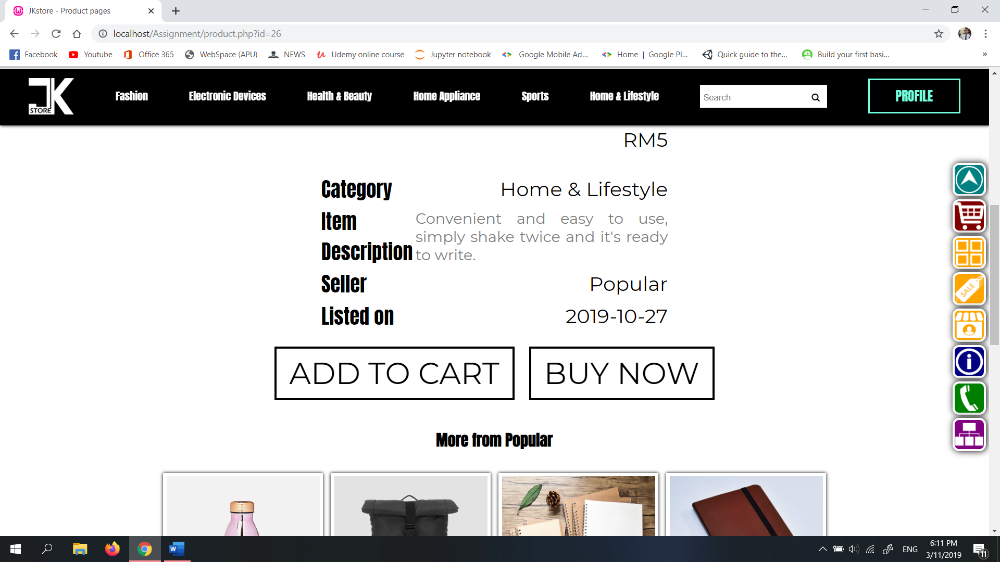 JKstore - Product pages
localhost/Assignment/product.php?id=26
Facebook Youtube Office 365 WebSpace (APU) NEWS Udemy online course Jupyter notebook Google Mobile Ad... Home | Google Pl... Quick guide to the... Build your first basi... »
JK STORE
Fashion Electronic Devices Health & Beauty Home Appliance Sports Home & Lifestyle Search PROFILE
RM5
Category Home & Lifestyle
Item Description
Convenient and easy to use,
simply shake twice and it's ready
to write.
Seller Popular
Listed on 2019-10-27
SALE
ADD TO CART BUY NOW
More from Popular
W ENG 6:11 PM
3/11/2019 11